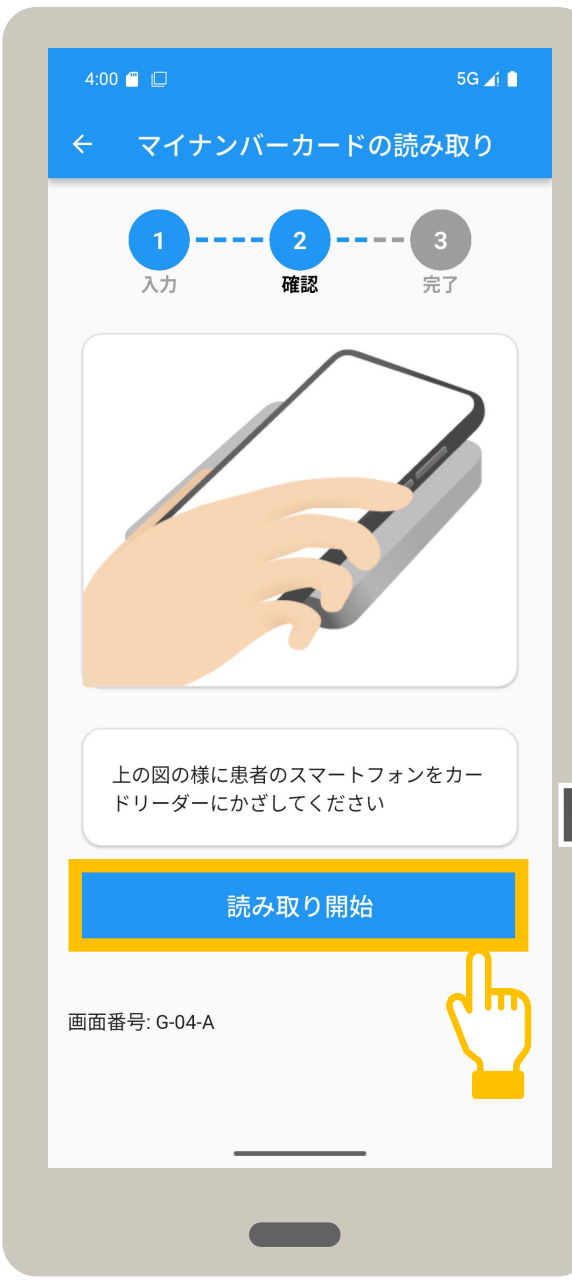 4:00
5G
マイナンバーカードの読み取り
1
2
3
入力
確認
完了
上の図の様に患者のスマートフォンをカー
ドリーダーにかざしてください
読み取り開始
画面番号: G-04-A